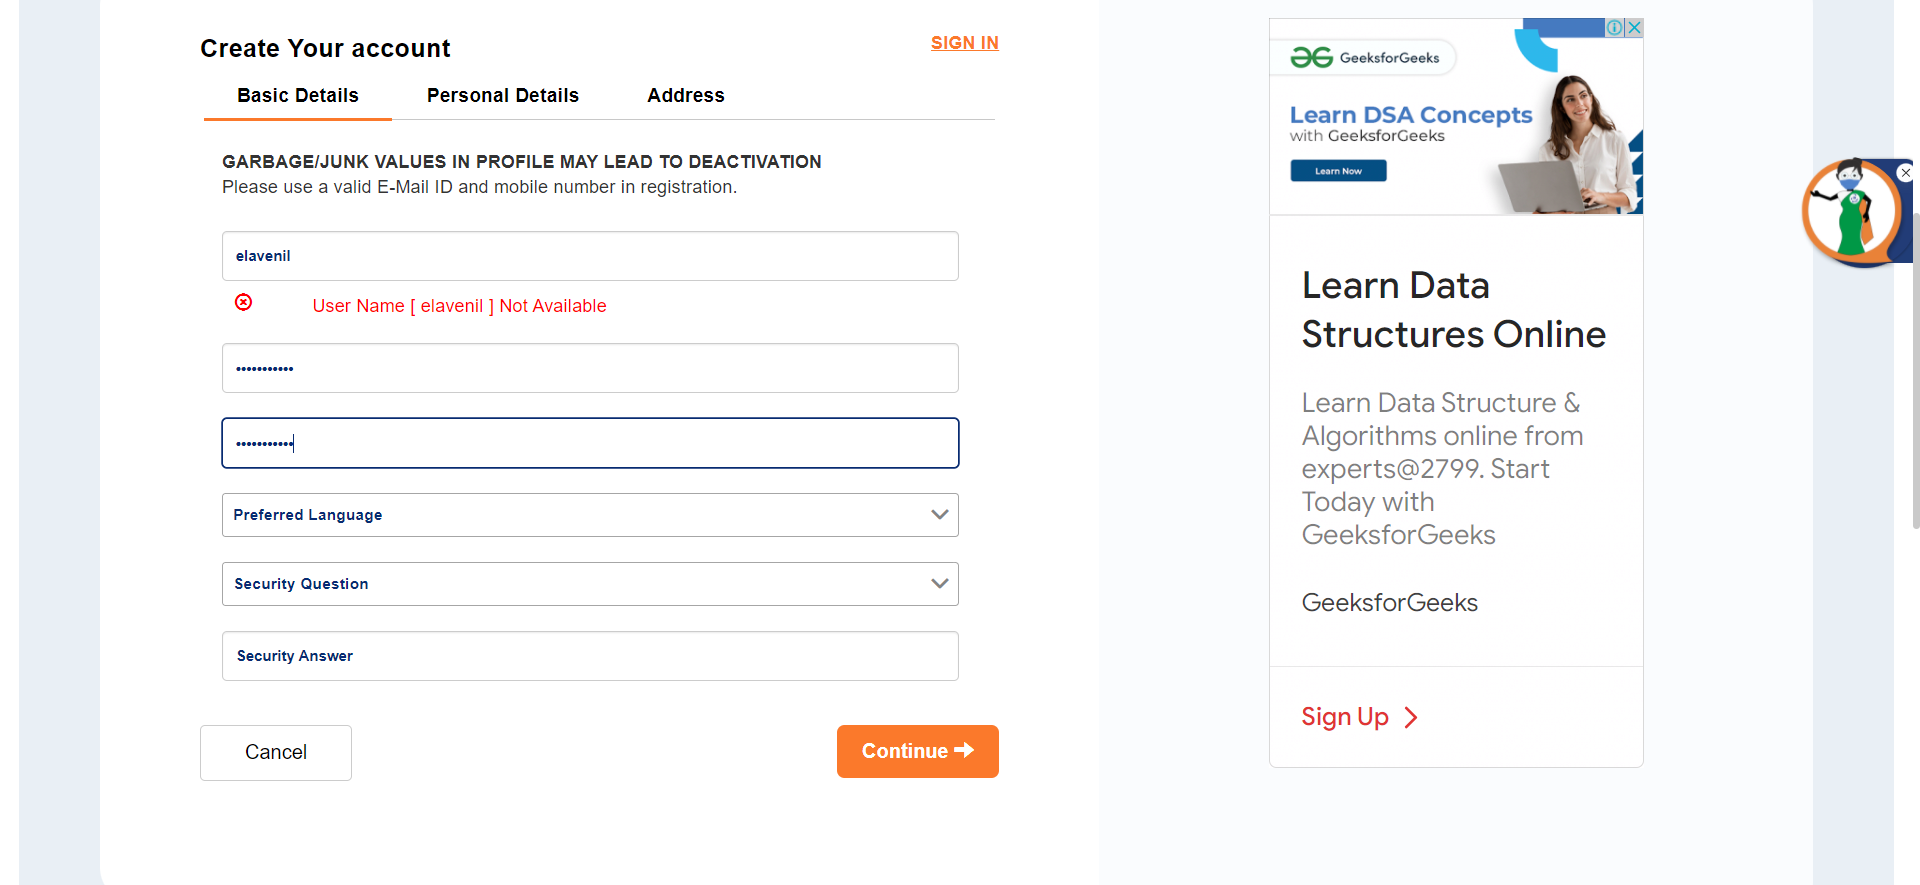 Create Your account
SIGN IN
Basic Details
Personal Details
Address
GARBAGE/JUNK VALUES IN PROFILE MAY LEAD TO DEACTIVATION
Please use a valid E-Mail ID and mobile number in registration.
elavenil
User Name [ elavenil ] Not Available
•••••••••••
•••••••••••
Preferred Language
Security Question
Security Answer
Cancel
Continue
GeeksforGeeks
Learn DSA Concepts
with GeeksforGeeks
Learn Now
Learn Data
Structures Online
Learn Data Structure &
Algorithms online from
experts@2799. Start
Today with
GeeksforGeeks
GeeksforGeeks
Sign Up